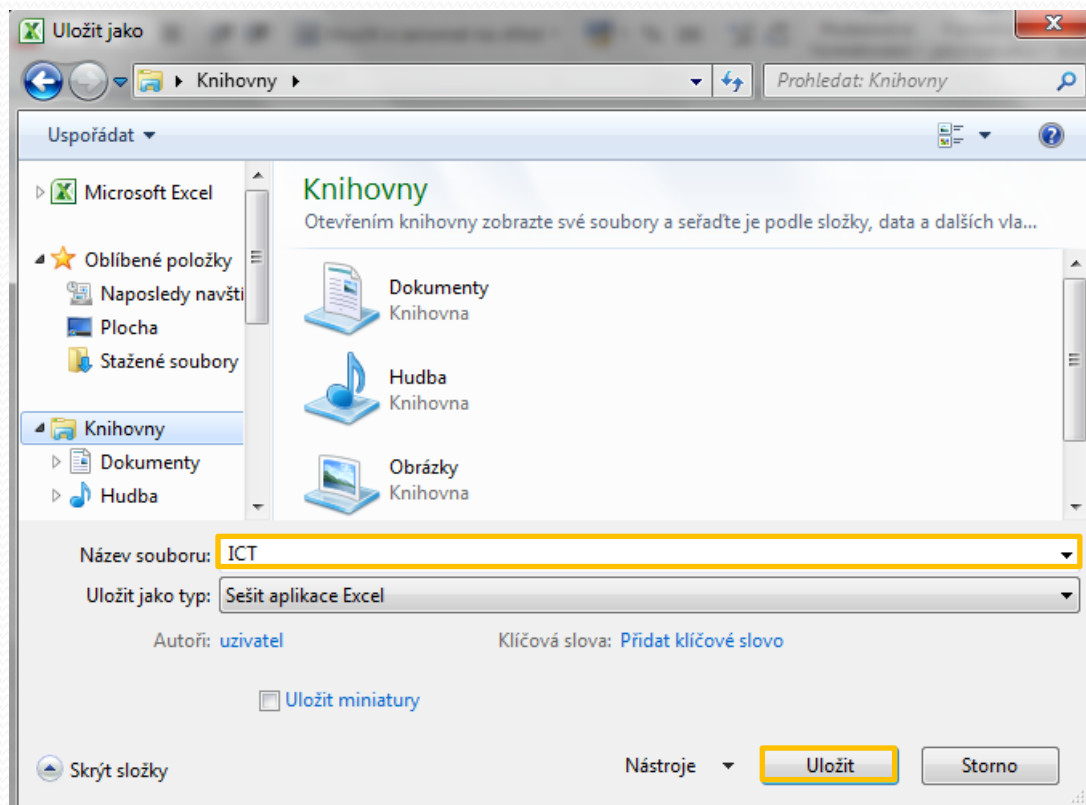 Uložit jako
Knihovny
Prohledat: Knihovny
Uspořádat
Microsoft Excel
Oblíbené položky
Naposledy navšti
Plocha
Stažené soubory
Knihovny
Dokumenty
Hudba
Knihovny
Otevřením knihovny zobrazte své soubory a seřaďte je podle složky, data a dalších vla...
Dokumenty
Knihovna
Hudba
Knihovna
Obrázky
Knihovna
Název souboru: ICT
Uložit jako typ: Sešit aplikace Excel
Autoři: uzivatel Klíčová slova: Přidat klíčové slovo
Uložit miniatury
Skrýt složky Nástroje Uložit Storno